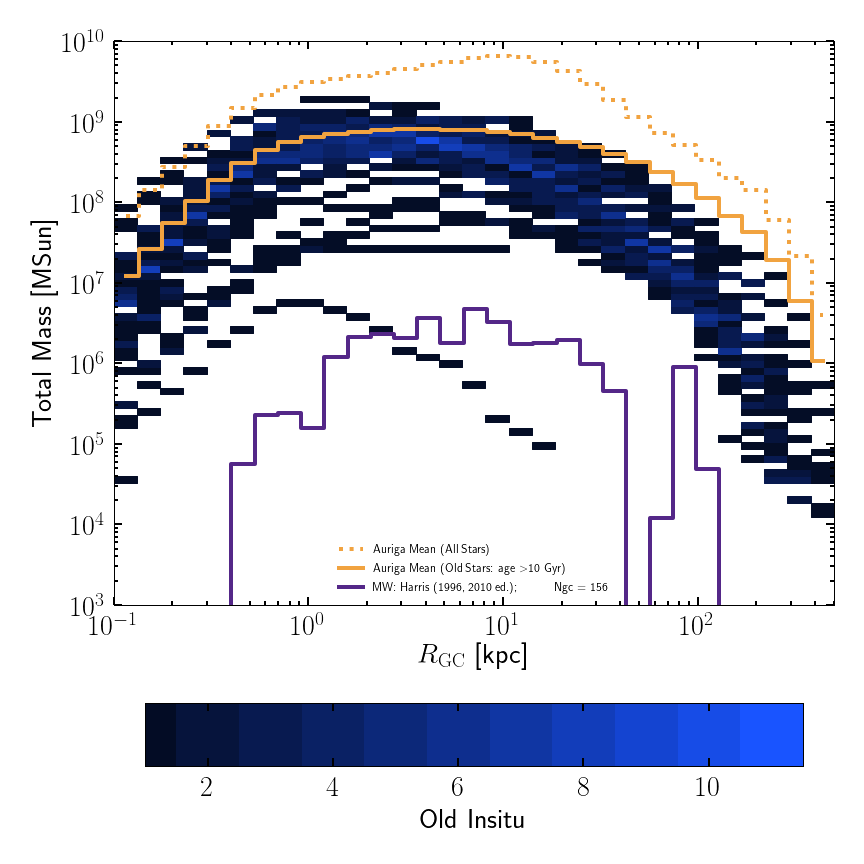 10^10
10^9
10^8
10^7
10^6
10^5
10^4
10^3
Total Mass [MSun]
Auriga Mean (All Stars)
Auriga Mean (Old Stars: age >10 Gyr)
MW: Harris (1996, 2010 ed.); Ngc = 156
10^−1 10^0 10^1 10^2
R_GC [kpc]
2 4 6 8 10
Old Insitu